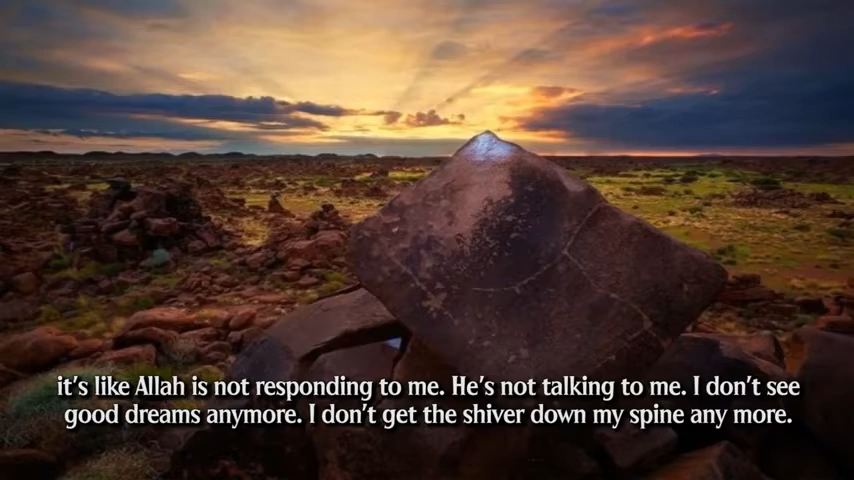 it's like Allah is not responding to me. He's not talking to me. I don't see
good dreams anymore. I don't get the shiver down my spine any more.